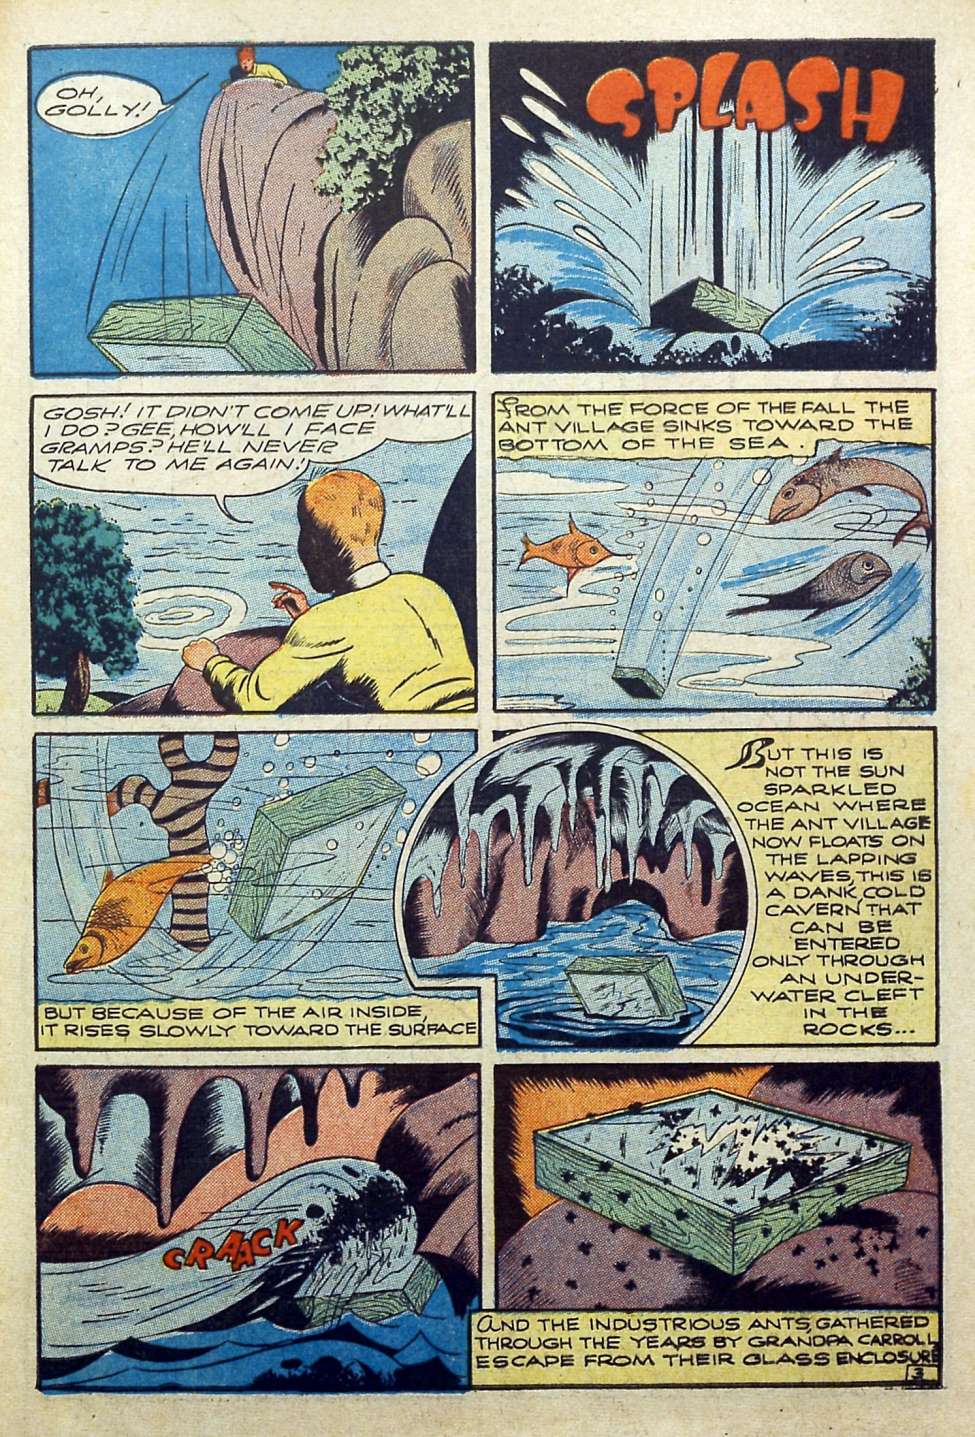 OH,
GOLLY!
SPLASH
GOSH! IT DIDN'T COME UP! WHAT'LL
I DO? GEE, HOW'LL I FACE
GRAMPS? HE'LL NEVER
TALK TO ME AGAIN!
FROM THE FORCE OF THE FALL THE
ANT VILLAGE SINKS TOWARD THE
BOTTOM OF THE SEA.
BUT BECAUSE OF THE AIR INSIDE,
IT RISES SLOWLY TOWARD THE SURFACE
BUT THIS IS
NOT THE SUN
SPARKLED
OCEAN WHERE
THE ANT VILLAGE
NOW FLOATS ON
THE LAPPING
WAVES, THIS IS
A DANK, COLD
CAVERN THAT
CAN BE
ENTERED
ONLY THROUGH
AN UNDER-
WATER CLEFT
IN THE
ROCKS...
CRAACK
AND THE INDUSTRIOUS ANTS, GATHERED
THROUGH THE YEARS BY GRANDPA CARROLL
ESCAPE FROM THEIR GLASS ENCLOSURE
3